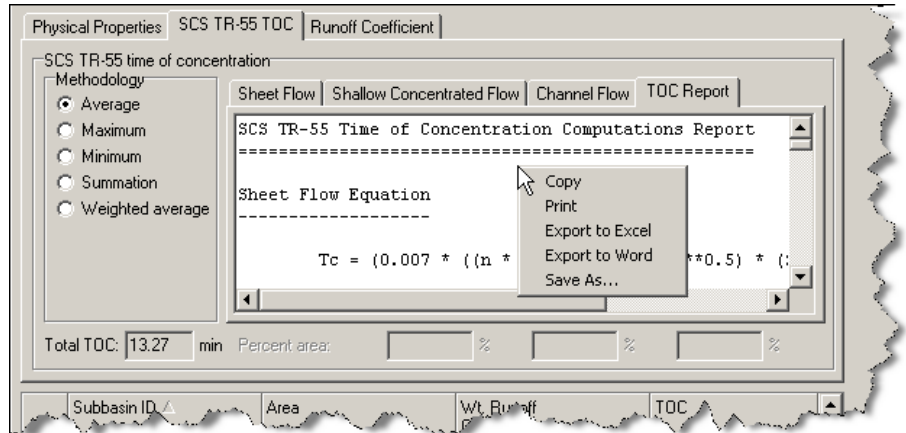 Physical Properties SCS TR-55 TOC Runoff Coefficient
SCS TR-55 time of concentration
Methodology
Average
Maximum
Minimum
Summation
Weighted average
Sheet Flow Shallow Concentrated Flow Channel Flow TOC Report
SCS TR-55 Time of Concentration Computations Report
====================================================
Sheet Flow Equation
-------------------
Tc = (0.007 * ((n * **0.5) * (
Copy
Print
Export to Excel
Export to Word
Save As...
Total TOC: 13.27 min Percent area: % % %
Subbasin ID Area Wt. Runoff TOC